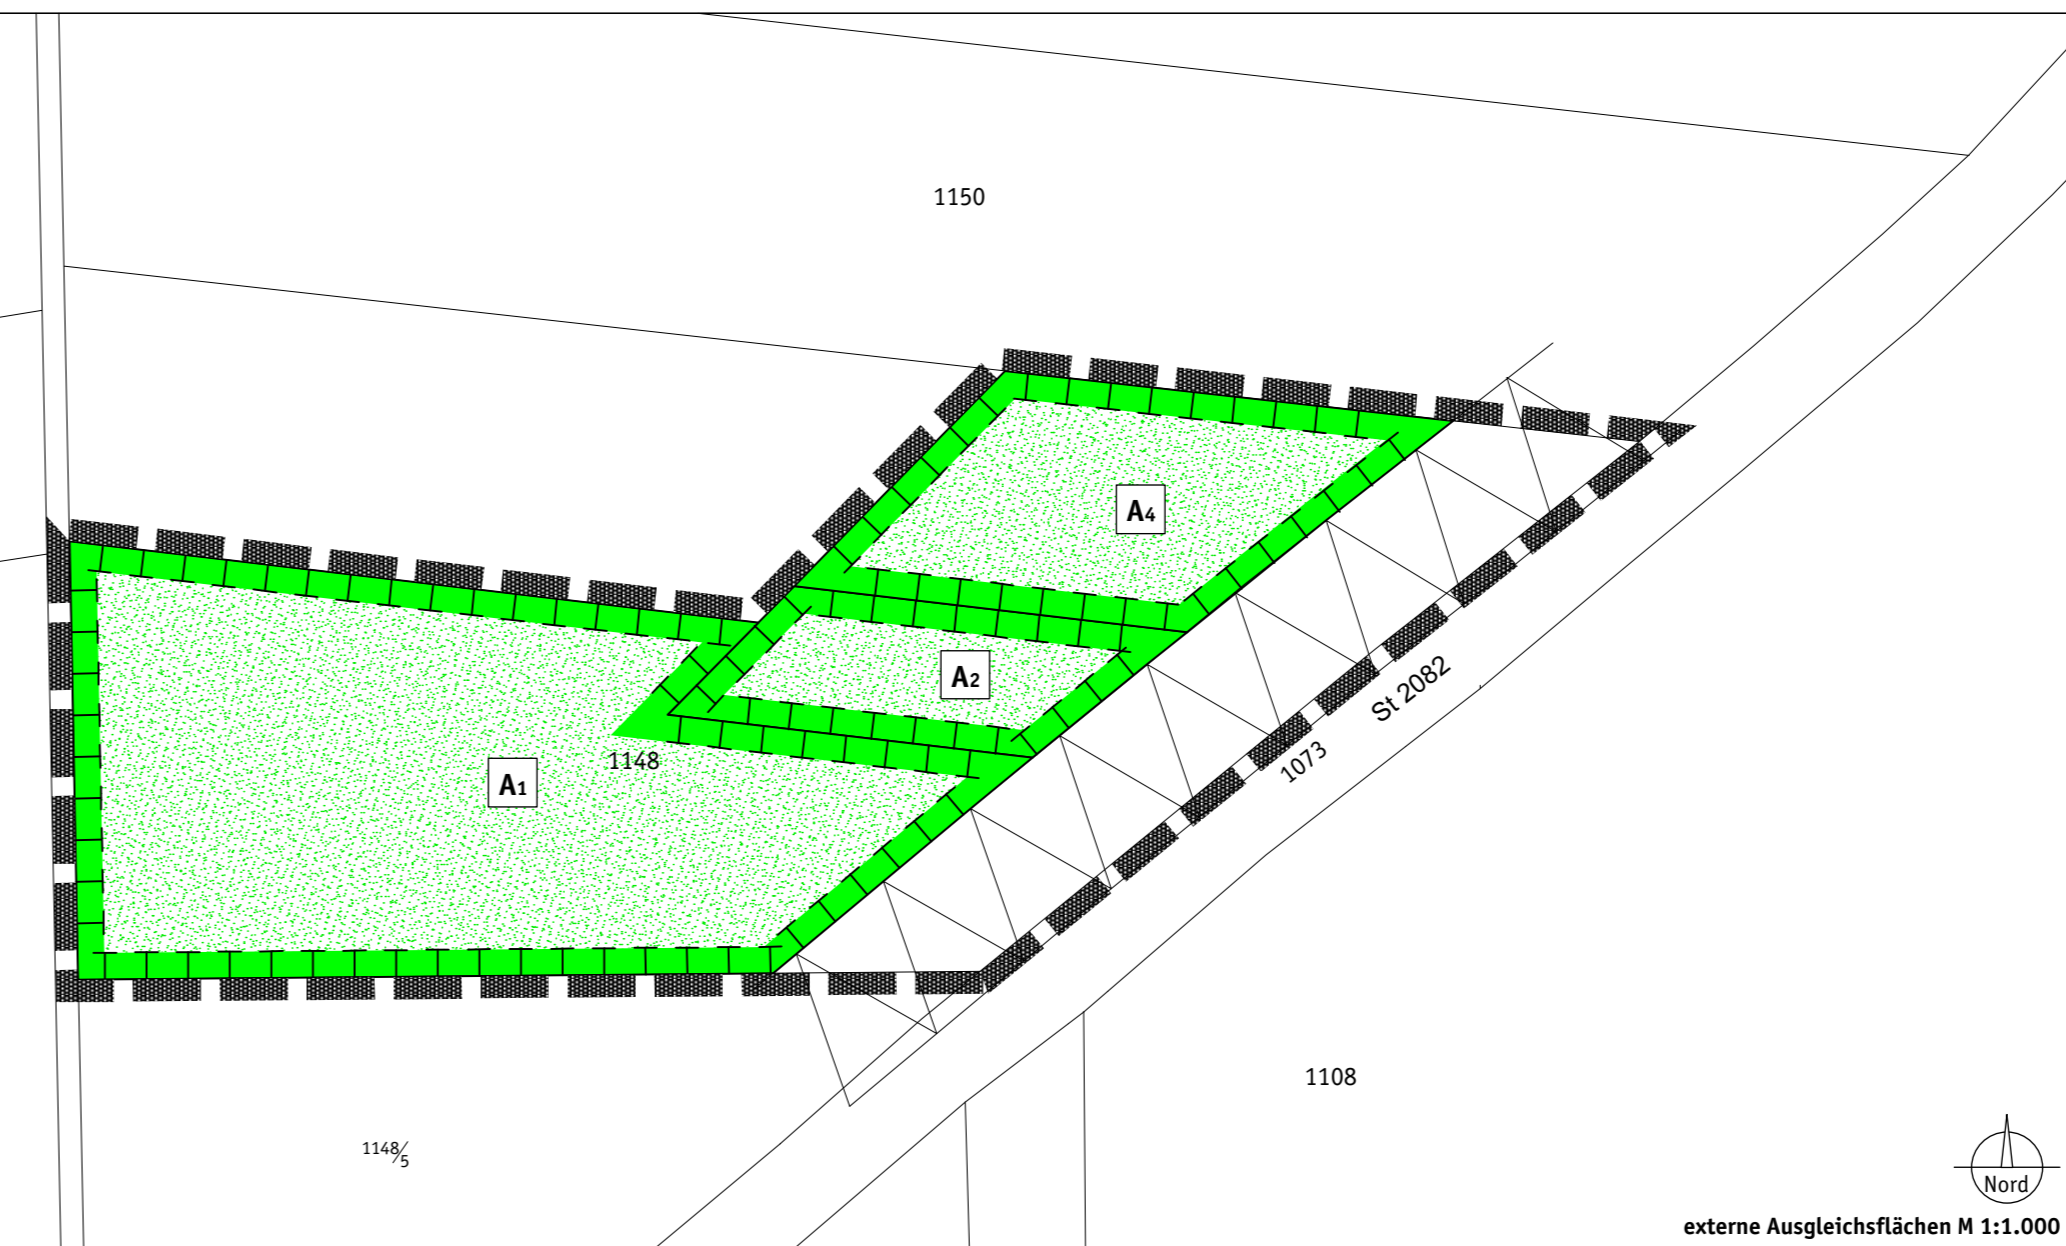 1150
A4
A2
St 2082
1148
A1
1073
1108
1148/5
Nord
externe Ausgleichsflächen M 1:1.000